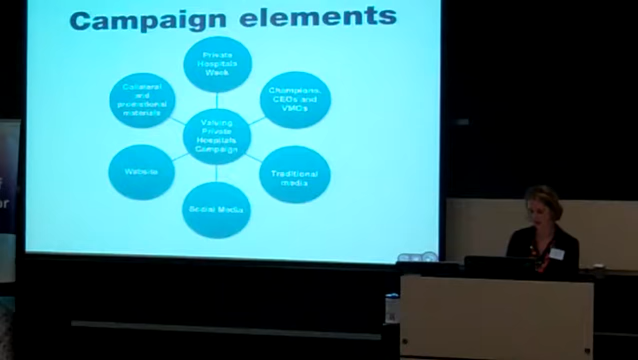 Campaign elements
Private
Hospitals
Week
Collateral
and
promotional
materials
Champions,
CEOs and
VMOs
Valuing
Private
Hospitals
Campaign
Website
Traditional
media
Social Media